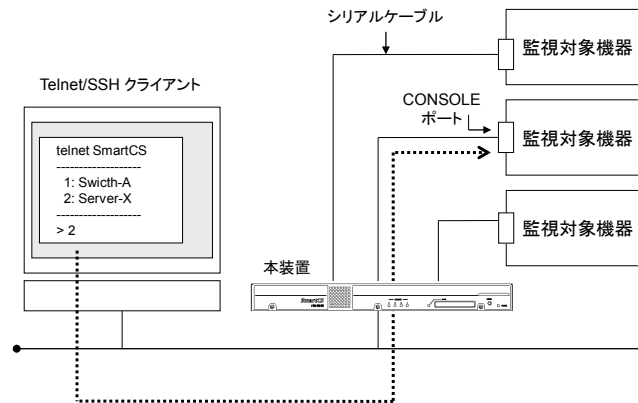 シリアルケーブル
監視対象機器
Telnet/SSH クライアント
CONSOLE
ポート
監視対象機器
telnet SmartCS
-------------------
1: Swicth-A
2: Server-X
-------------------
> 2
監視対象機器
本装置
SmartCS